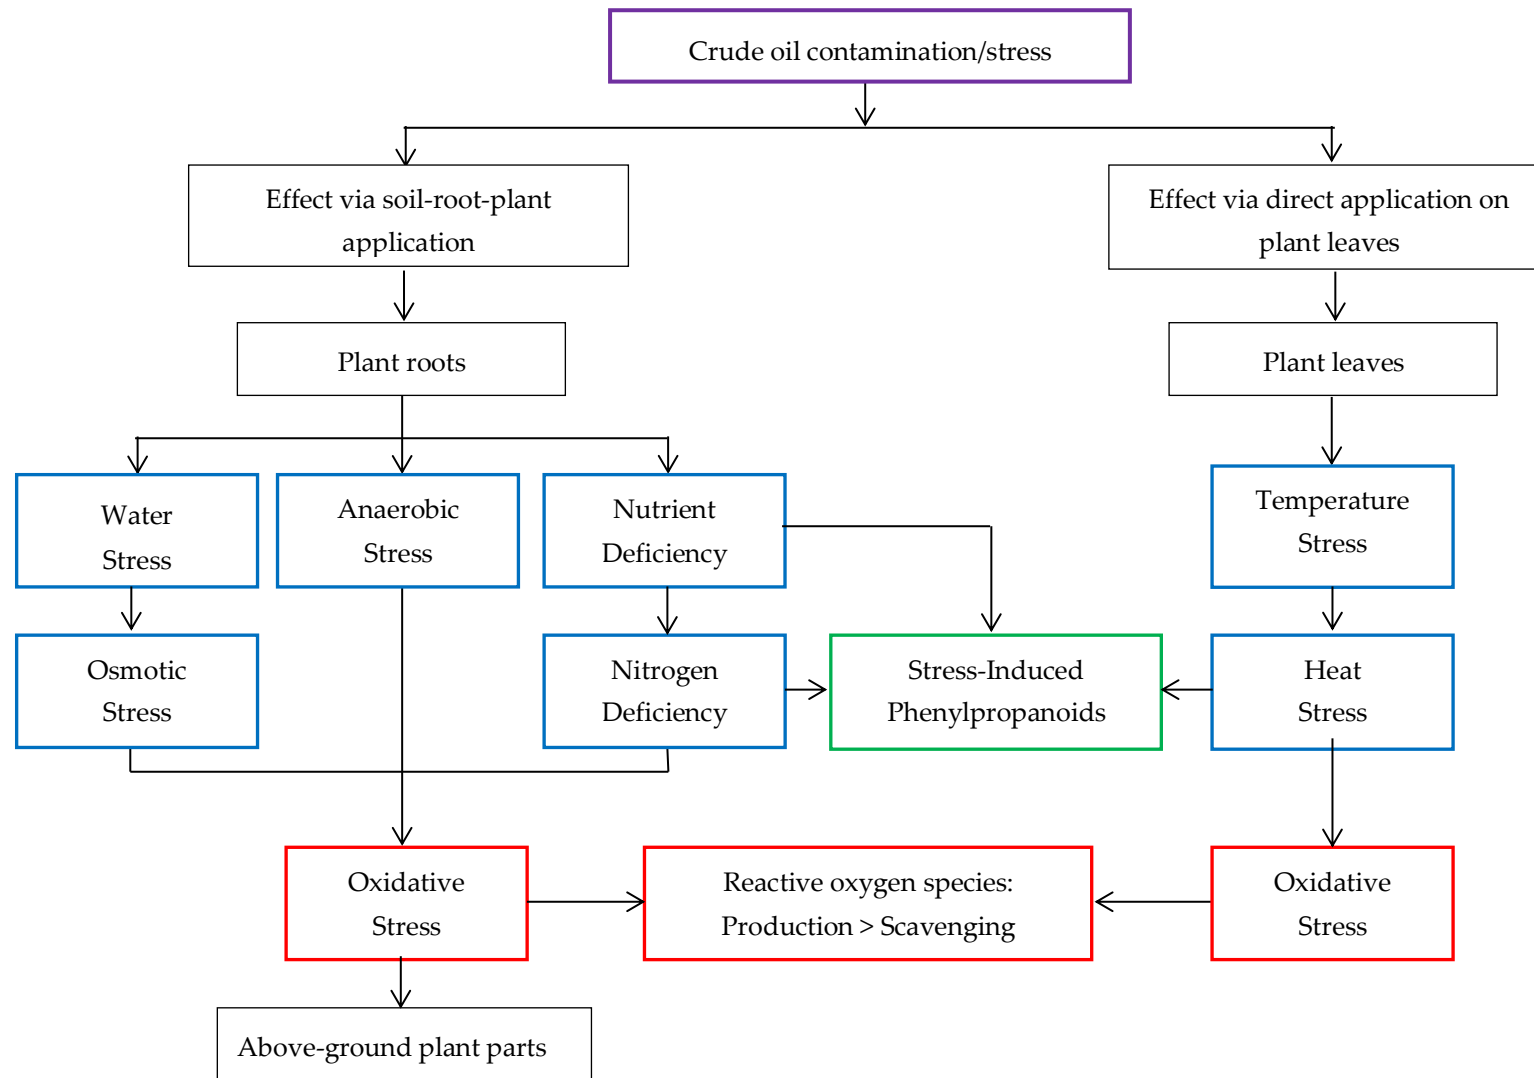 Crude oil contamination/stress
Effect via soil-root-plant
application
Effect via direct application on
plant leaves
Plant roots
Plant leaves
Water
Stress
Anaerobic
Stress
Nutrient
Deficiency
Temperature
Stress
Osmotic
Stress
Nitrogen
Deficiency
Stress-Induced
Phenylpropanoids
Heat
Stress
Oxidative
Stress
Reactive oxygen species:
Production > Scavenging
Oxidative
Stress
Above-ground plant parts